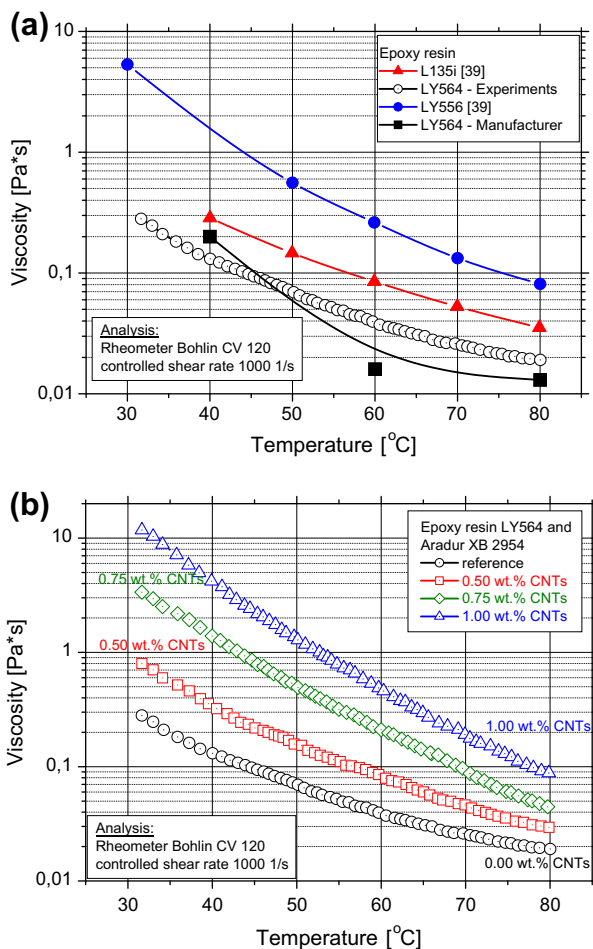 (a)
10
1
0.1
0,01
Viscosity [Pa*s]
Epoxy resin
L135i [39]
LY564 - Experiments
LY556 [39]
LY564 - Manufacturer
Analysis:
Rheometer Bohlin CV 120
controlled shear rate 1000 1/s
30 40 50 60 70 80
Temperature [°C]
(b)
10
1
0.1
0,01
Viscosity [Pa*s]
Epoxy resin LY564 and
Aradur XB 2954
reference
0.50 wt.% CNTs
0.75 wt.% CNTs
1.00 wt.% CNTs
0.75 wt.% CNTs
0.50 wt.% CNTs
1.00 wt.% CNTs
0.00 wt.% CNTs
Analysis:
Rheometer Bohlin CV 120
controlled shear rate 1000 1/s
30 40 50 60 70 80
Temperature [°C]